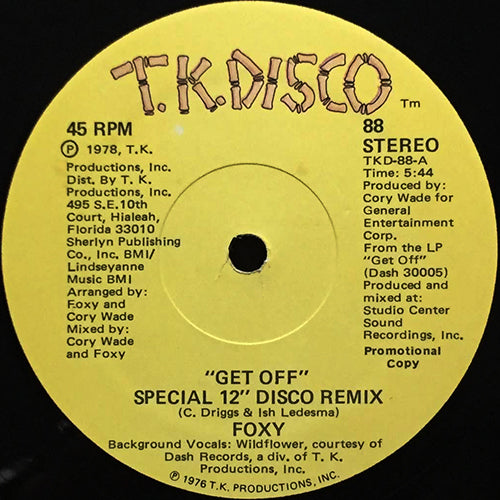 T.K.DISCO
Tm
45 RPM
℗ 1978, T.K.
Productions, Inc.
Dist. By T. K.
Productions, Inc.
495 S.E.10th
Court, Hialeah,
Florida 33010
Sherlyn Publishing
Co., Inc. BMI/
Lindseyanne
Music BMI
Arranged by:
Foxy and
Cory Wade
Mixed by:
Cory Wade
and Foxy
88
STEREO
TKD-88-A
Time: 5:44
Produced by:
Cory Wade for
General
Entertainment
Corp.
From the LP
"Get Off"
(Dash 30005)
Produced and
mixed at:
Studio Center
Sound
Recordings, Inc.
Promotional
Copy
"GET OFF"
SPECIAL 12" DISCO REMIX
(C. Driggs & Ish Ledesma)
FOXY
Background Vocals: Wildflower, courtesy of
Dash Records, a div. of T. K.
Productions, Inc.
℗ 1976 T.K. PRODUCTIONS, INC.